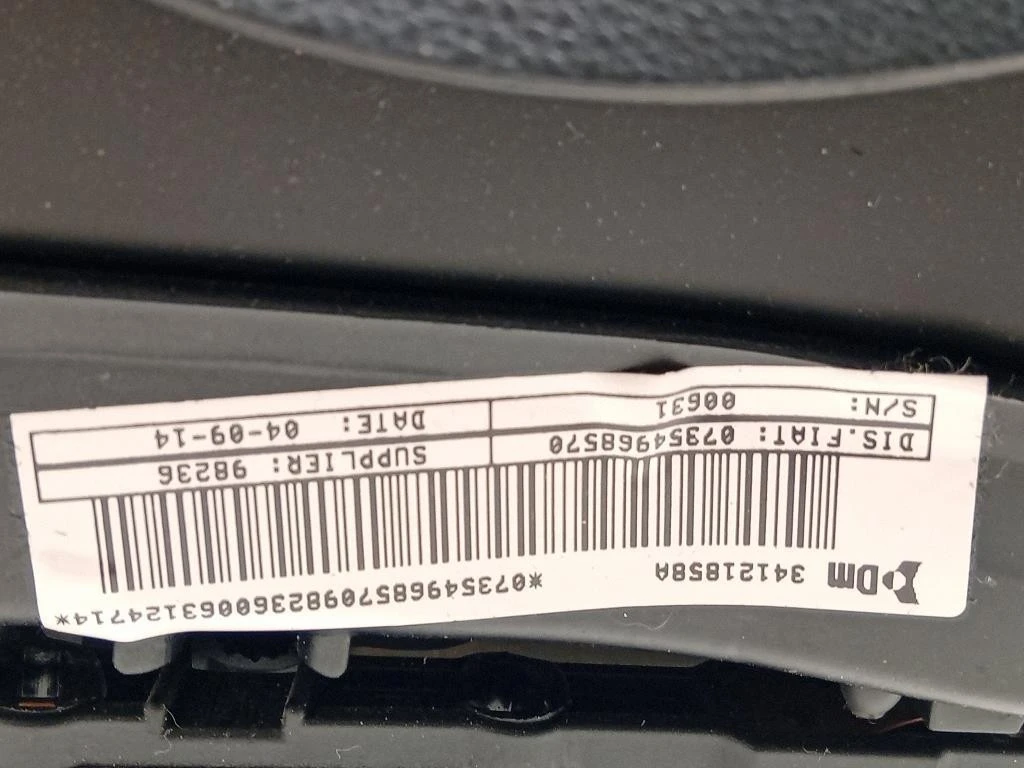 Dm 34121858A *07354968570982360063124714*
DIS.FIAT: 07354968570 SUPPLIER: 98236
S/N: 00631 DATE: 04-09-14